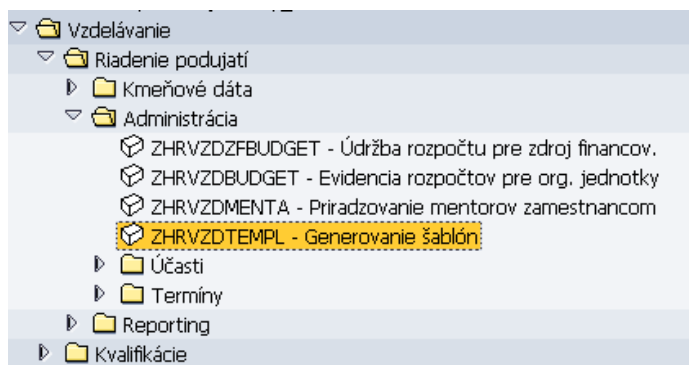 Vzdelávanie
Riadenie podujatí
Kmeňové dáta
Administrácia
ZHRVZDZFBUDGET - Údržba rozpočtu pre zdroj financov.
ZHRVZDBUDGET - Evidencia rozpočtov pre org. jednotky
ZHRVZDMENTA - Priradzovanie mentorov zamestnancom
ZHRVZDTEMPL - Generovanie šablón
Účasti
Termíny
Reporting
Kvalifikácie